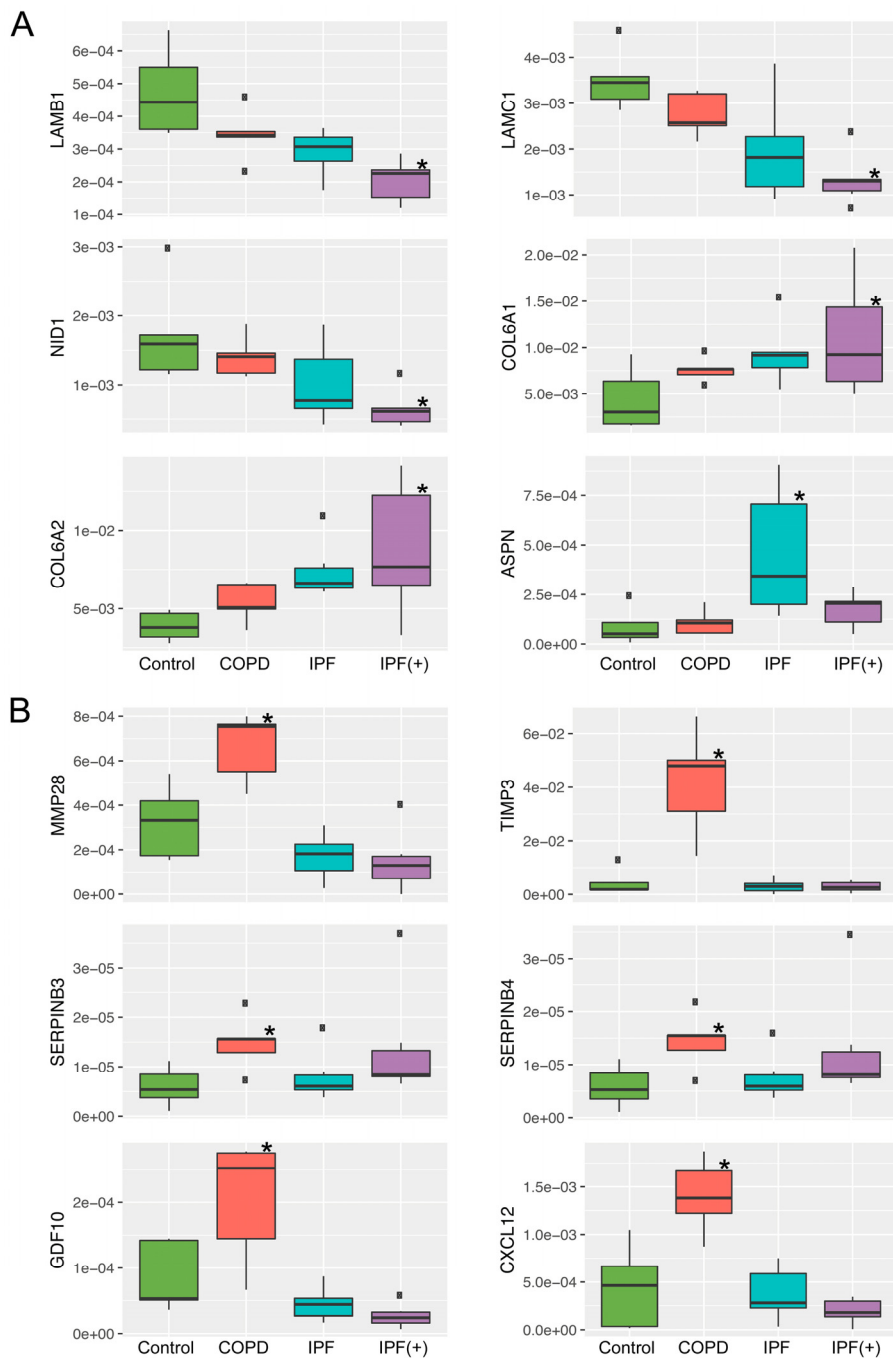 A
LAMB1
6e−04
5e−04
4e−04
3e−04
2e−04
1e−04
*
LAMC1
4e−03
3e−03
2e−03
1e−03
*
NID1
3e−03
2e−03
1e−03
*
COL6A1
2.0e−02
1.5e−02
1.0e−02
5.0e−03
*
COL6A2
1e−02
5e−03
*
Control COPD IPF IPF(+)
ASPN
7.5e−04
5.0e−04
2.5e−04
0.0e+00
*
Control COPD IPF IPF(+)
B
MMP28
8e−04
6e−04
4e−04
2e−04
0e+00
*
TIMP3
6e−02
4e−02
2e−02
0e+00
*
SERPINB3
3e−05
2e−05
1e−05
0e+00
*
SERPINB4
3e−05
2e−05
1e−05
0e+00
*
GDF10
2e−04
1e−04
0e+00
*
Control COPD IPF IPF(+)
CXCL12
1.5e−03
1.0e−03
5.0e−04
0.0e+00
*
Control COPD IPF IPF(+)